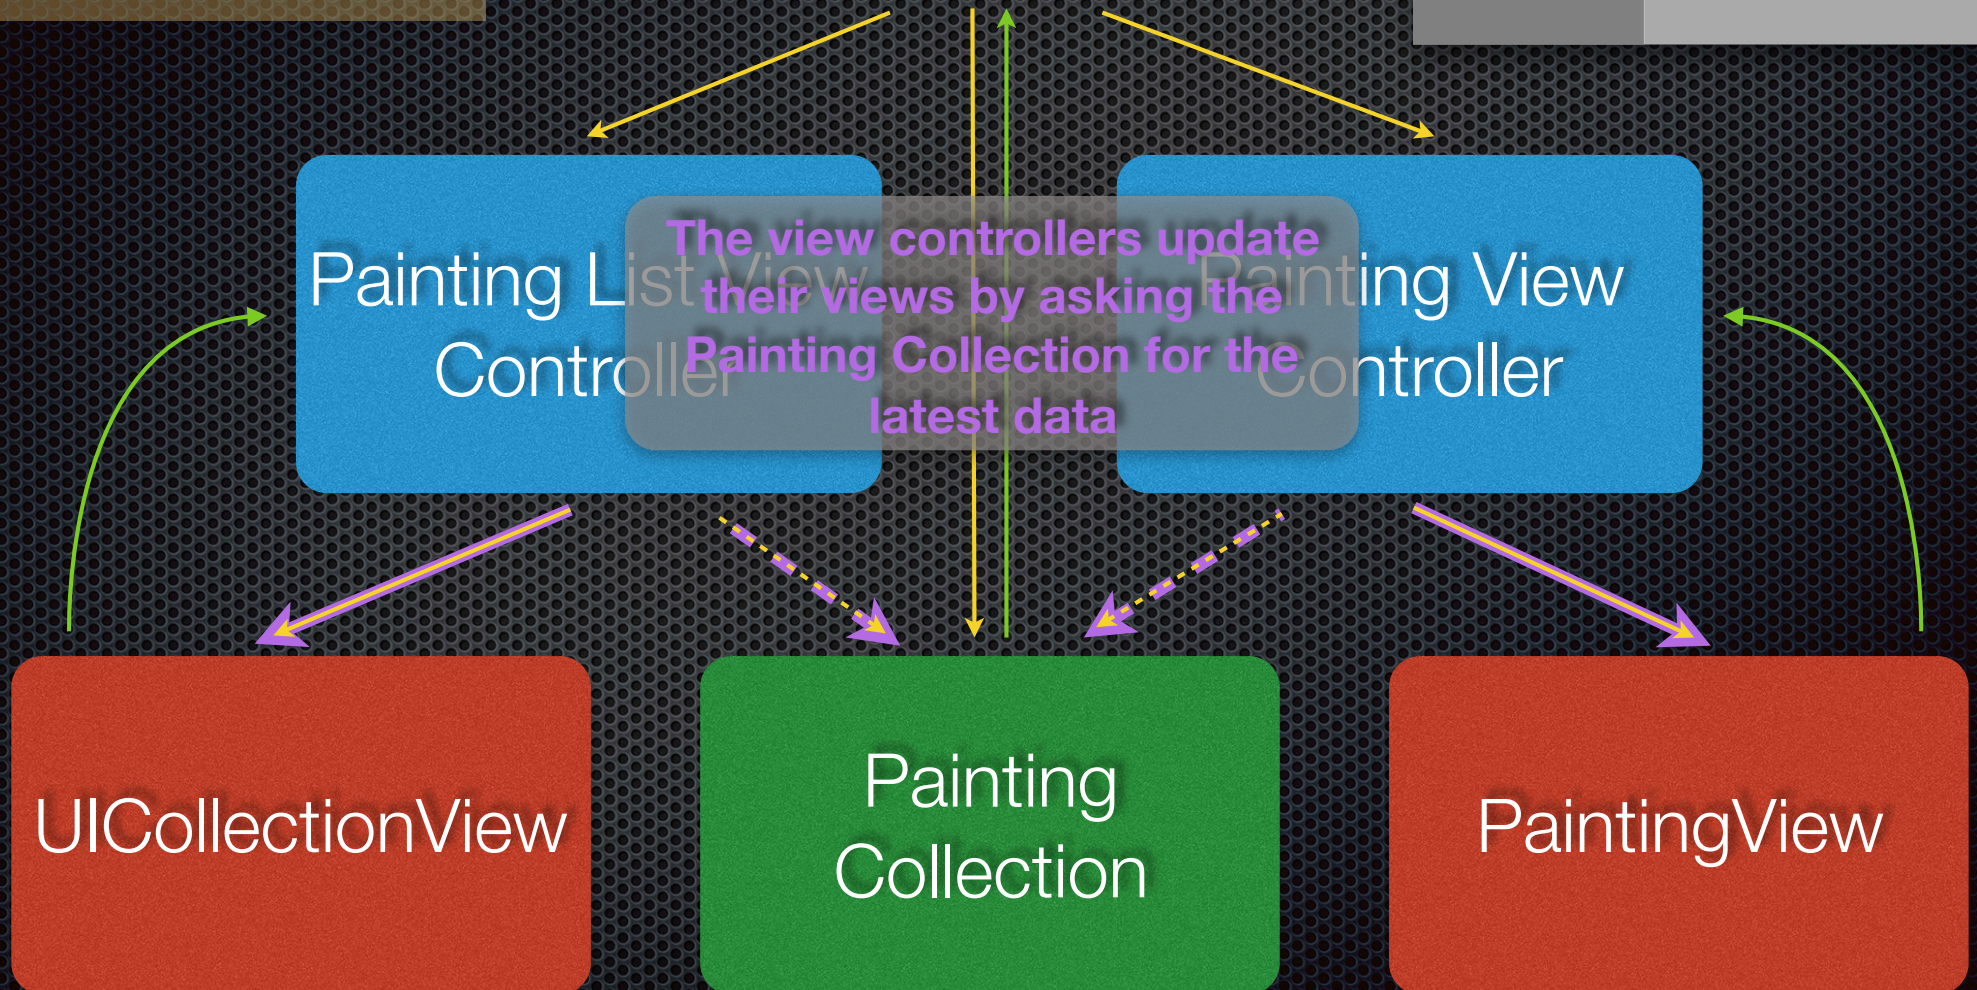 The view controllers update
their views by asking the
Painting Collection for the
latest data
Painting List View
Controller
Painting View
Controller
UICollectionView
Painting
Collection
PaintingView